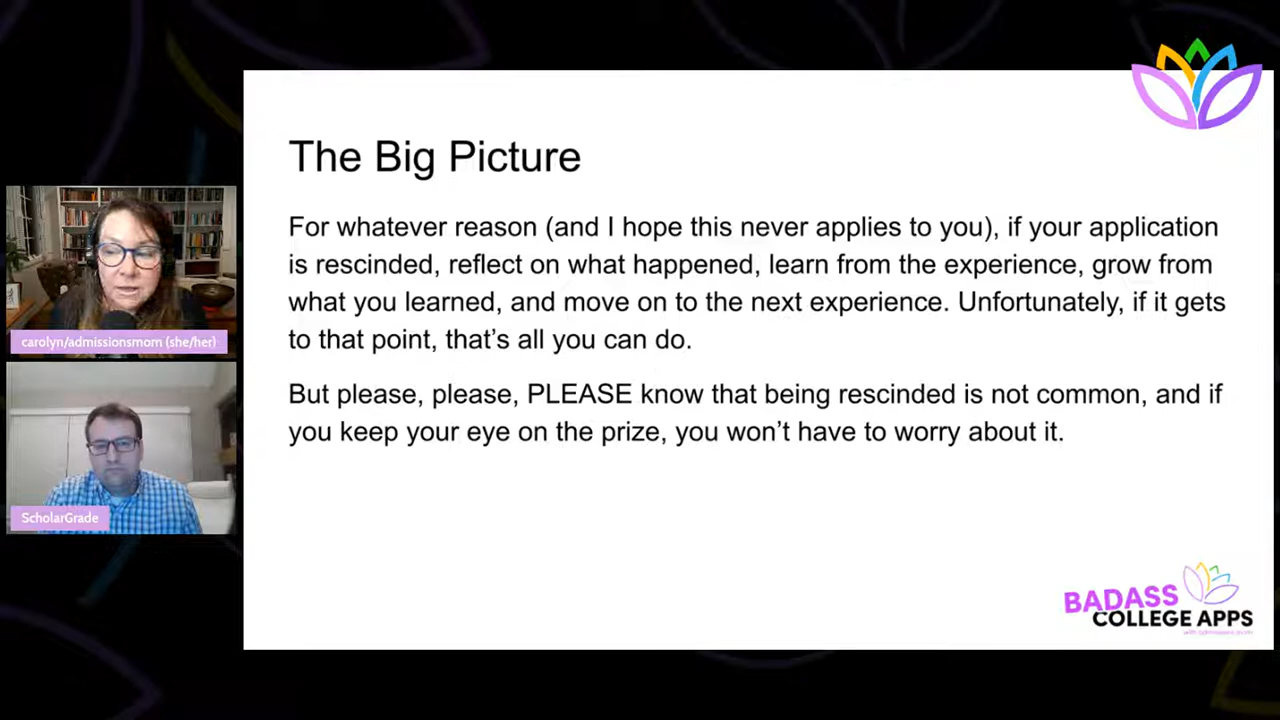 The Big Picture
For whatever reason (and I hope this never applies to you), if your application
is rescinded, reflect on what happened, learn from the experience, grow from
what you learned, and move on to the next experience. Unfortunately, if it gets
to that point, that’s all you can do.
But please, please, PLEASE know that being rescinded is not common, and if
you keep your eye on the prize, you won’t have to worry about it.
carolyn/admissionsmom (she/her)
ScholarGrade
BADASS
COLLEGE APPS
with admissions mom